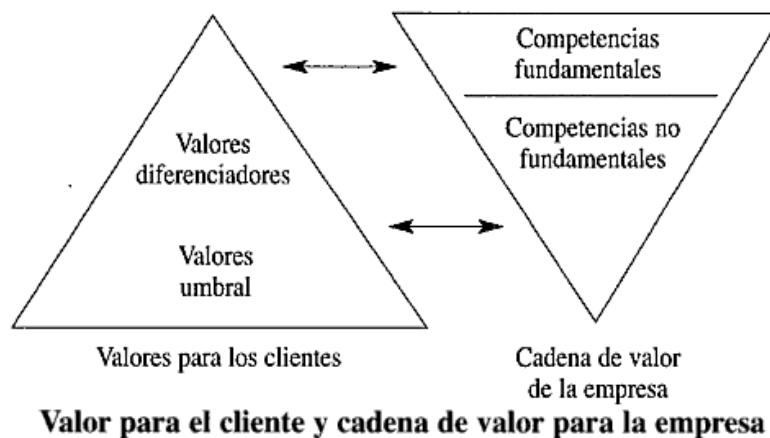 Competencias
fundamentales
Competencias no
fundamentales
Valores
diferenciadores
Valores
umbral
Valores para los clientes
Cadena de valor
de la empresa
Valor para el cliente y cadena de valor para la empresa